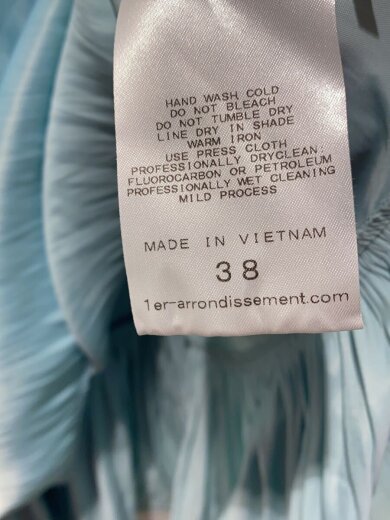 HAND WASH COLD
DO NOT BLEACH
DO NOT TUMBLE DRY
LINE DRY IN SHADE
WARM IRON
USE PRESS CLOTH
PROFESSIONALLY DRYCLEAN.
FLUOROCARBON OR PETROLEUM
PROFESSIONALLY WET CLEANING
MILD PROCESS
MADE IN VIETNAM
38
1er-arrondissement.com